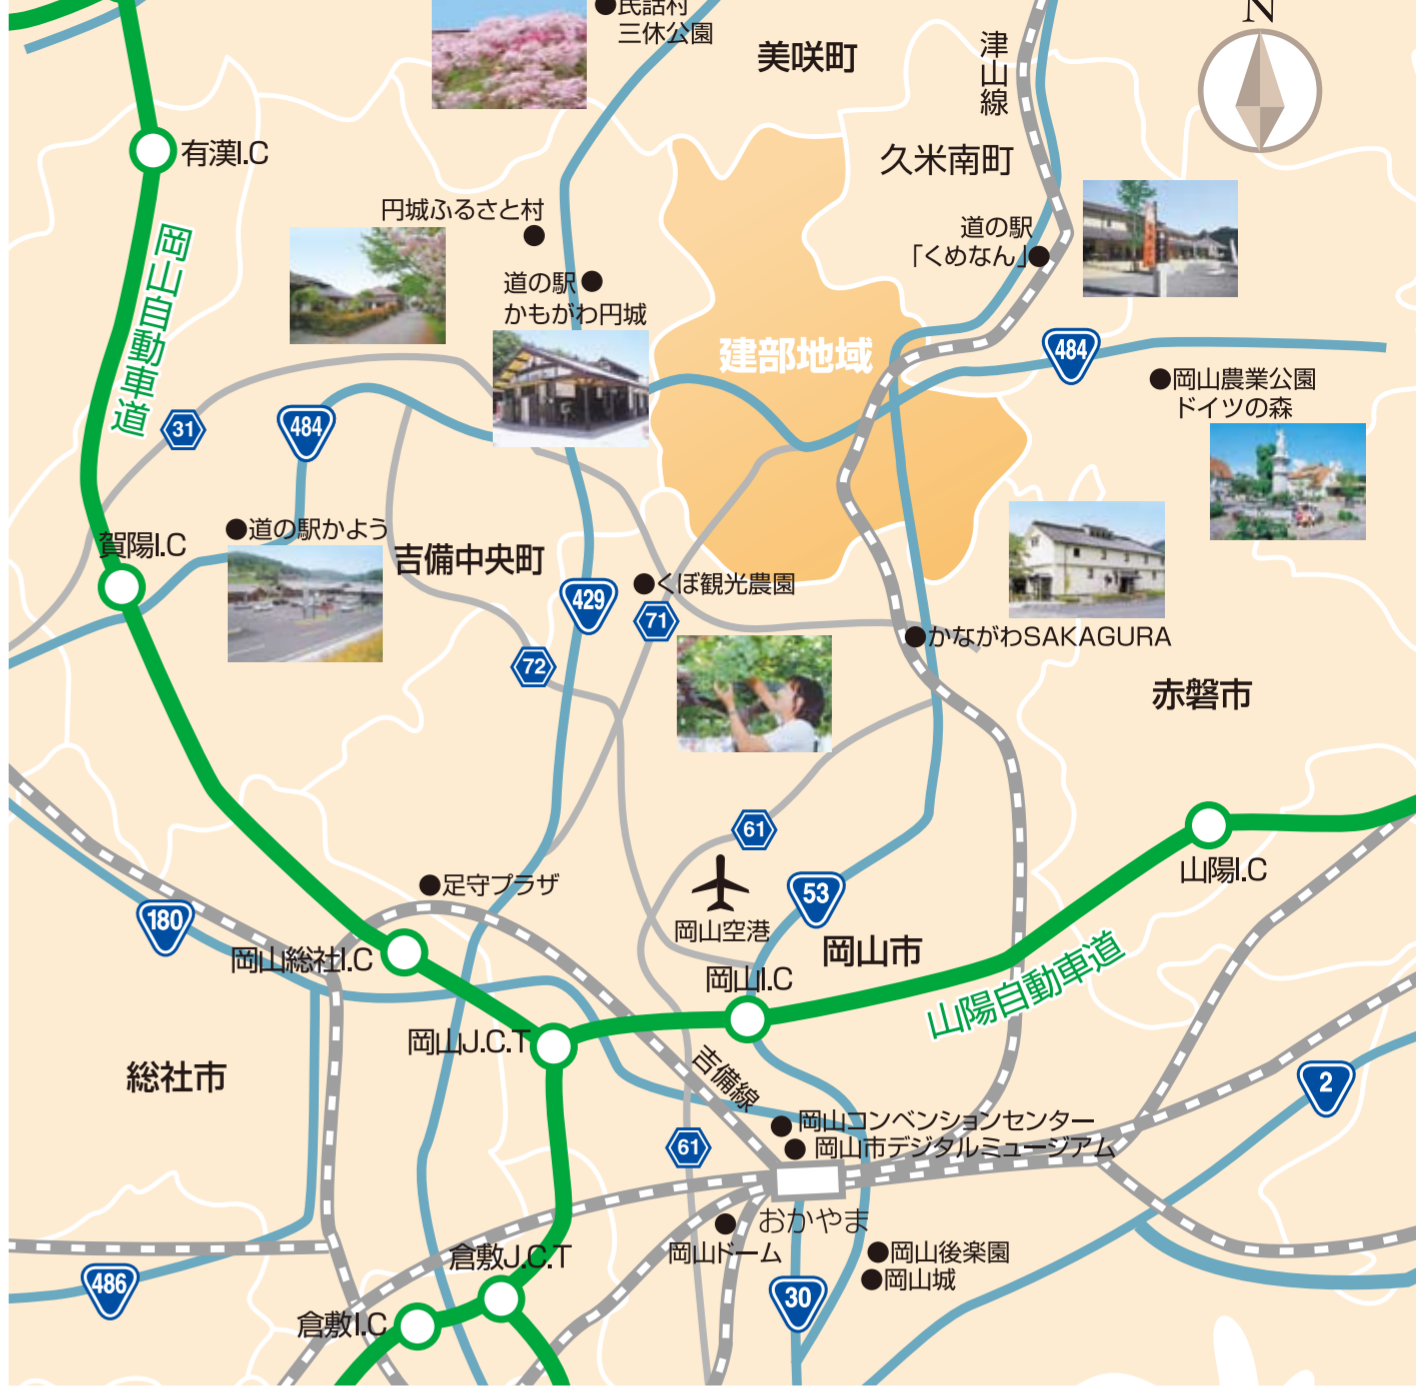 民話村
三休公園
N
美咲町
津山線
有漢I.C
久米南町
円城ふるさと村
道の駅
「くめなん」
岡山自動車道
道の駅
かもがわ円城
建部地域
484
岡山農業公園
ドイツの森
31
484
道の駅かよう
賀陽I.C
吉備中央町
429
くぼ観光農園
71
72
かながわSAKAGURA
赤磐市
61
足守プラザ
山陽I.C
53
180
岡山空港
岡山市
岡山総社I.C
岡山I.C
山陽自動車道
岡山J.C.T
吉備線
総社市
2
岡山コンベンションセンター
岡山市デジタルミュージアム
61
おかやま
岡山ドーム
岡山後楽園
岡山城
倉敷J.C.T
486
30
倉敷I.C